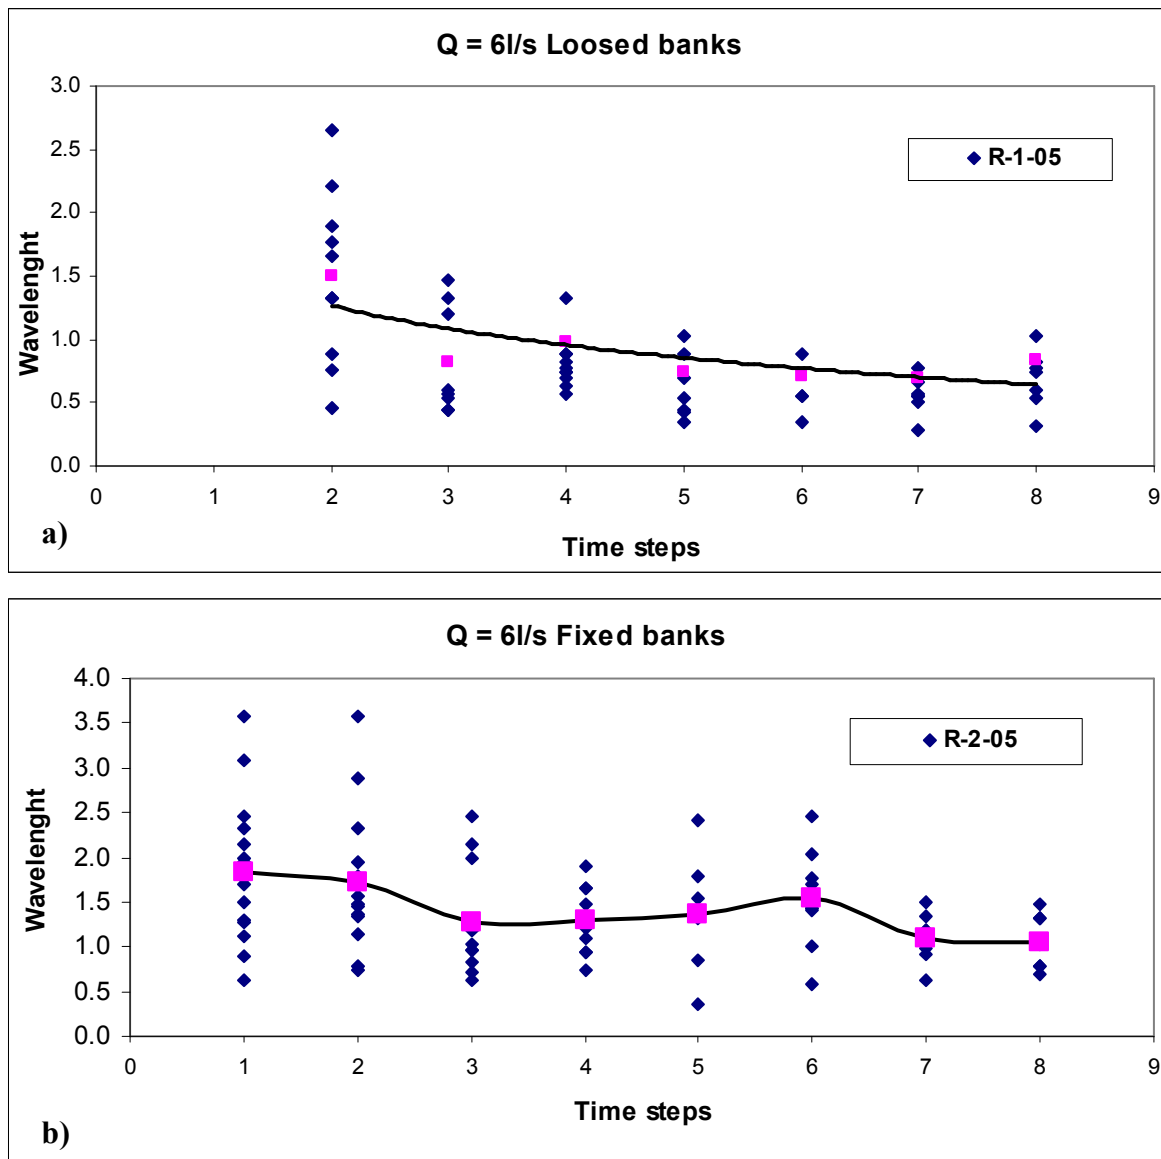 Q = 6l/s Loosed banks
3.0
2.5
2.0
1.5
1.0
0.5
0.0
Wavelenght
R-1-05
0 1 2 3 4 5 6 7 8 9
Time steps
a)
Q = 6l/s Fixed banks
4.0
3.5
3.0
2.5
2.0
1.5
1.0
0.5
0.0
Wavelenght
R-2-05
0 1 2 3 4 5 6 7 8 9
Time steps
b)